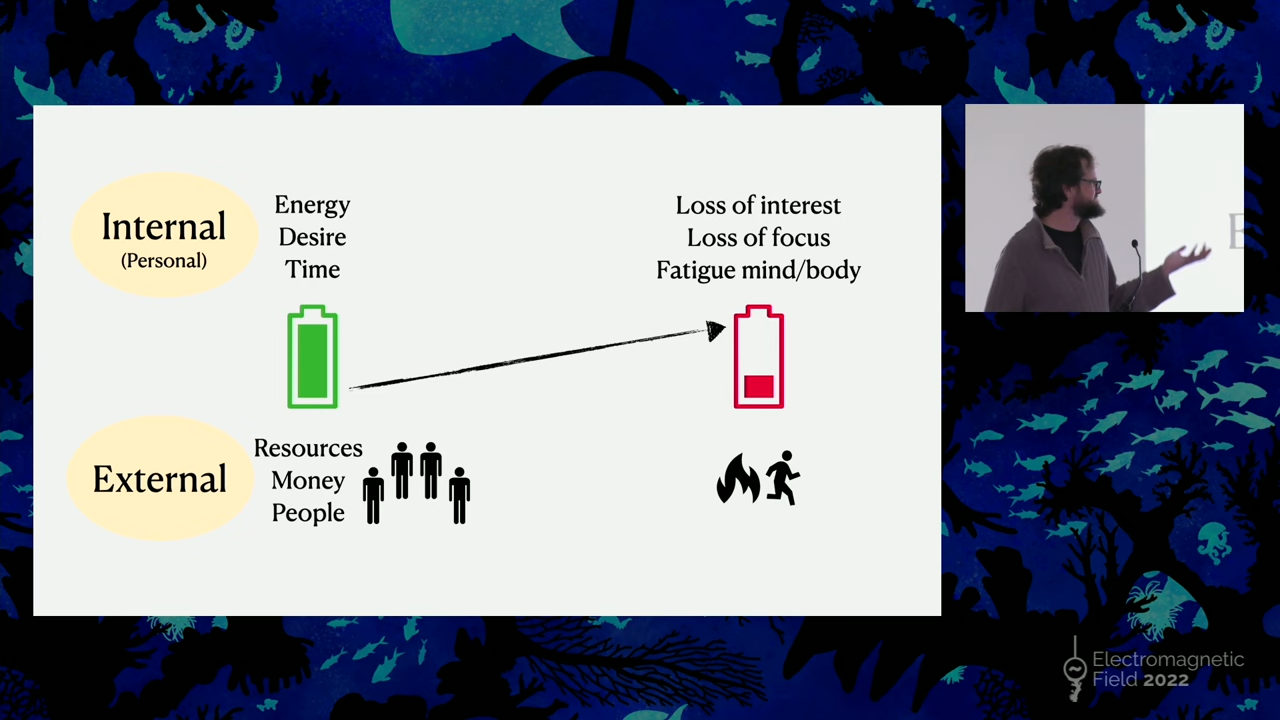 Internal
(Personal)
Energy
Desire
Time
Loss of interest
Loss of focus
Fatigue mind/body
External
Resources
Money
People
E
Electromagnetic
Field 2022